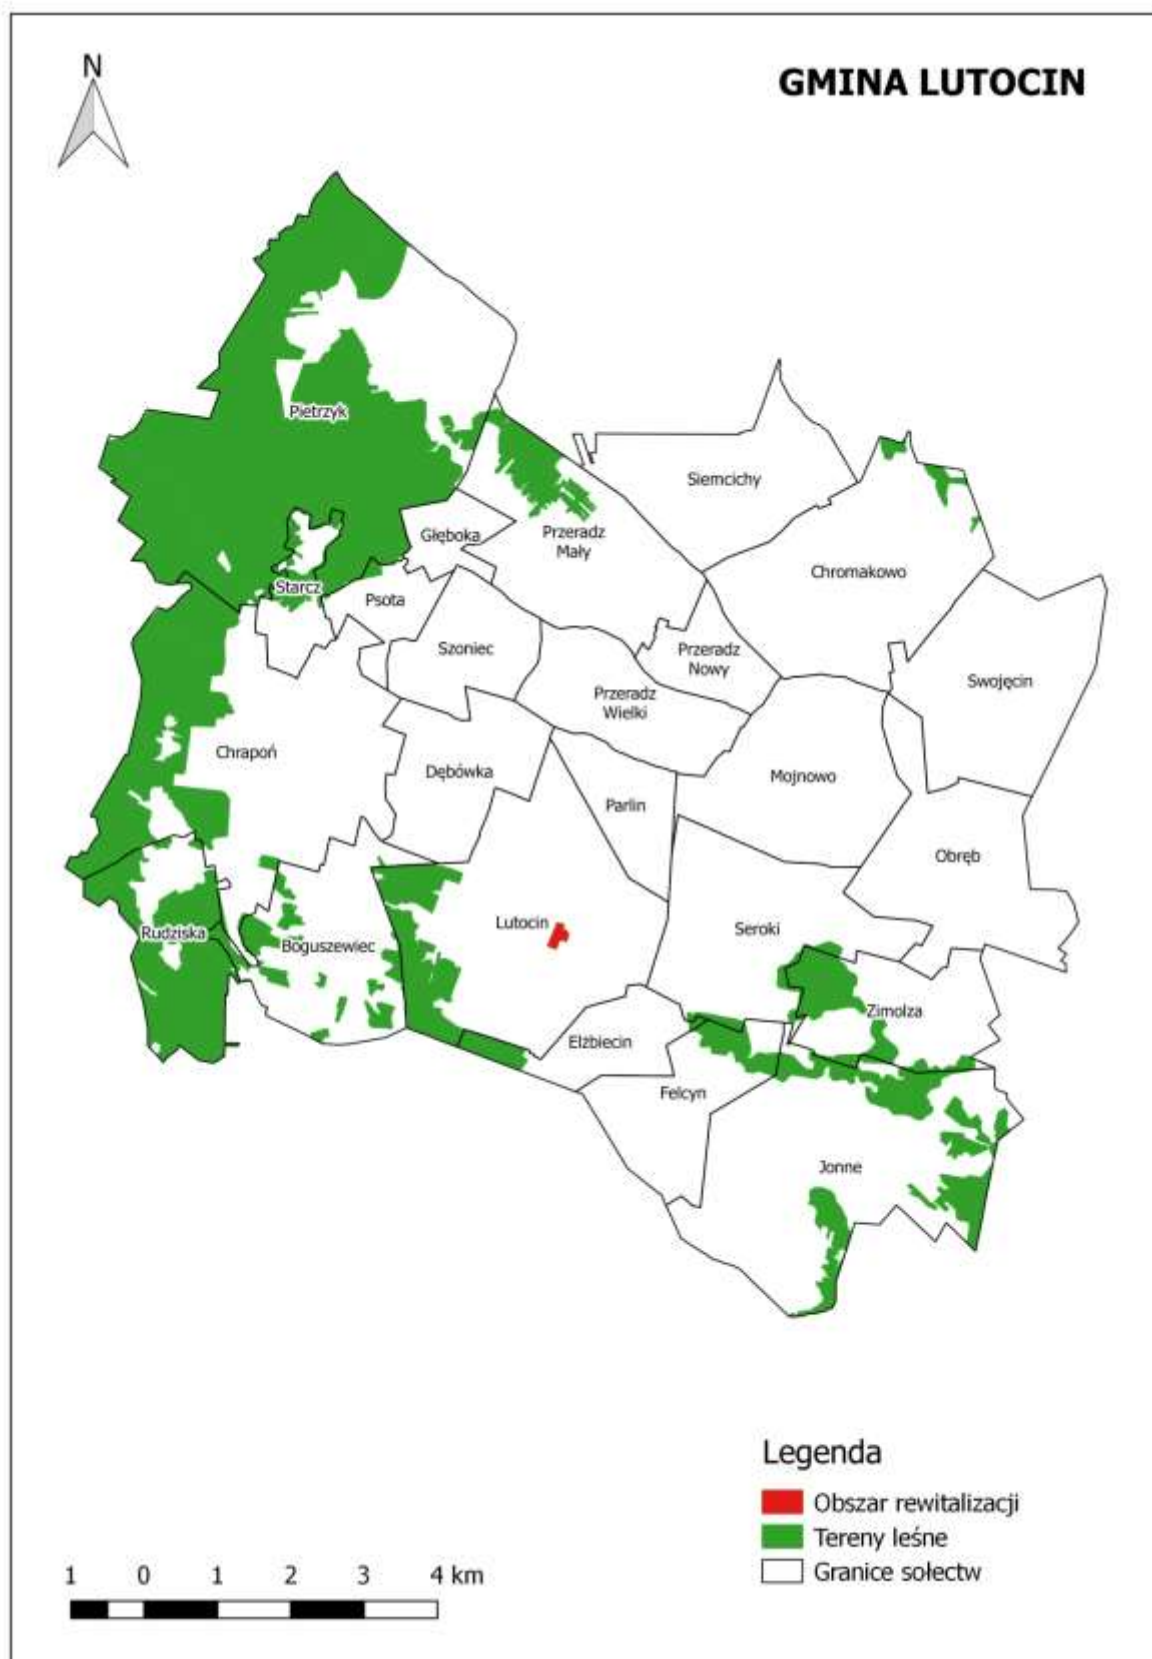 N
GMINA LUTOCIN
Pietrzyk
Siemcichy
Głęboka
Przeradz
Mały
Chromakowo
Starcz
Psota
Szoniec
Przeradz
Nowy
Swojęcin
Przeradz
Wielki
Chrapoń
Dębówka
Mojnowo
Parlin
Obręb
Lutocin
Seroki
Rudziska
Boguszewiec
Zimolza
Elżbiecin
Felcyn
Jonne
Legenda
Obszar rewitalizacji
Tereny leśne
Granice sołectw
1 0 1 2 3 4 km